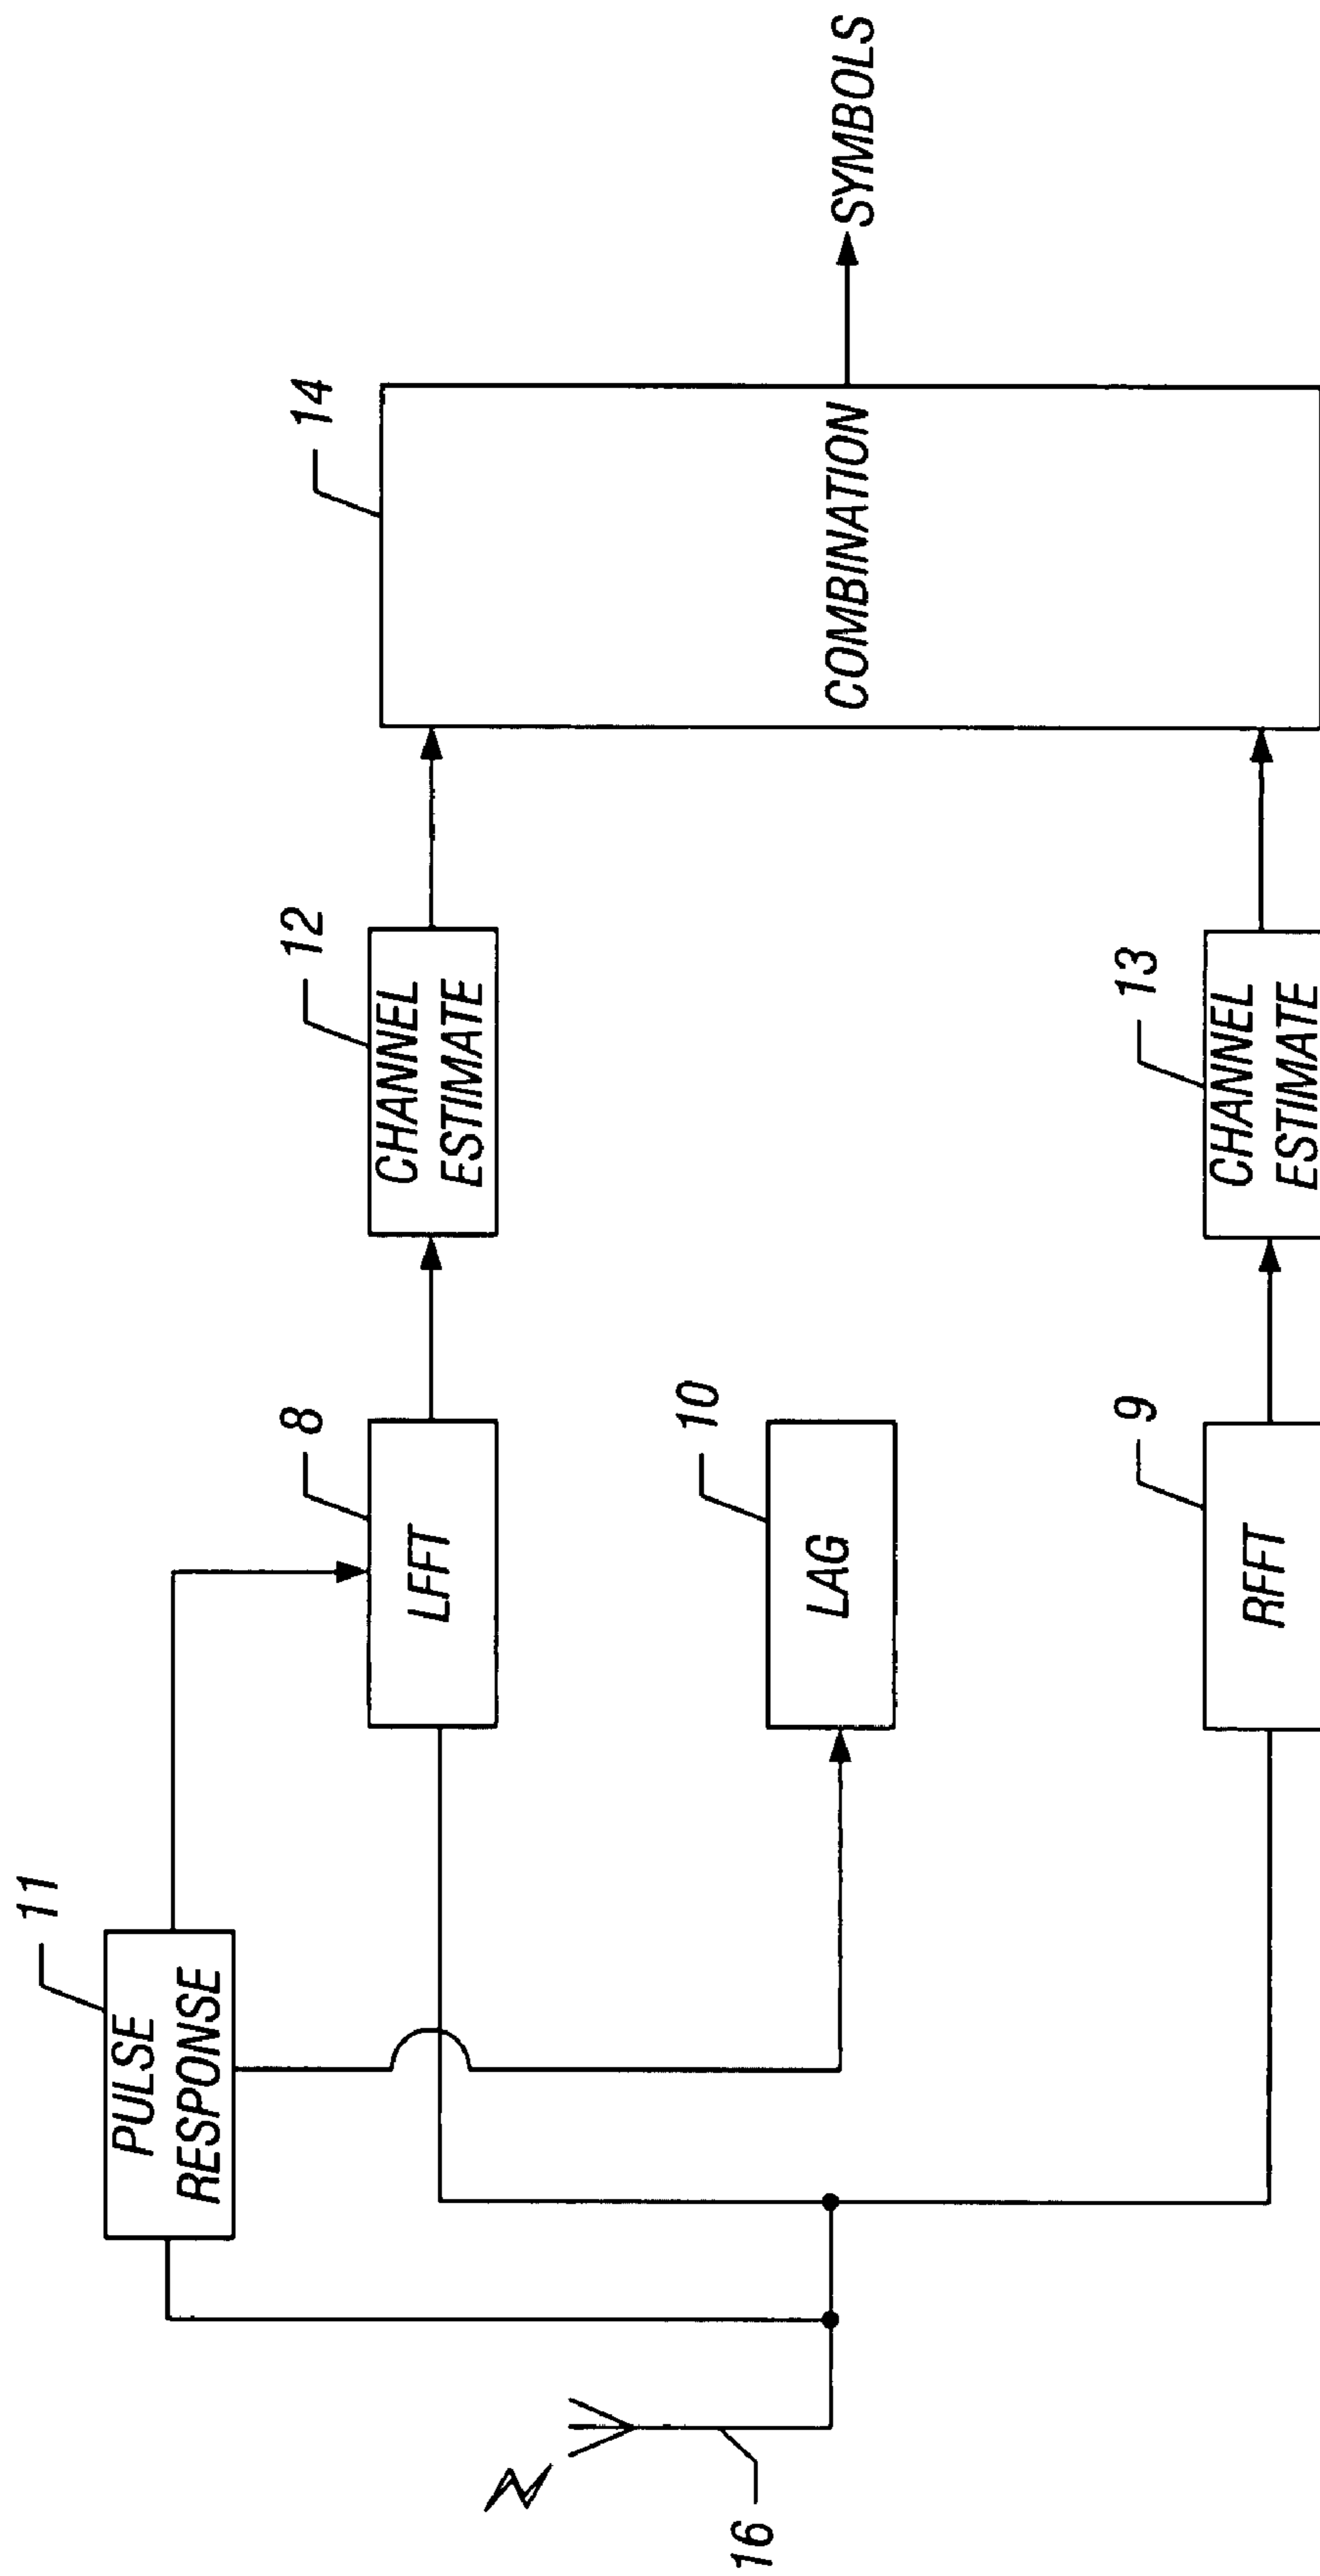 11
PULSE
RESPONSE
16
8
LFFT
12
CHANNEL
ESTIMATE
14
COMBINATION
SYMBOLS
10
LAG
9
RFFT
13
CHANNEL
ESTIMATE